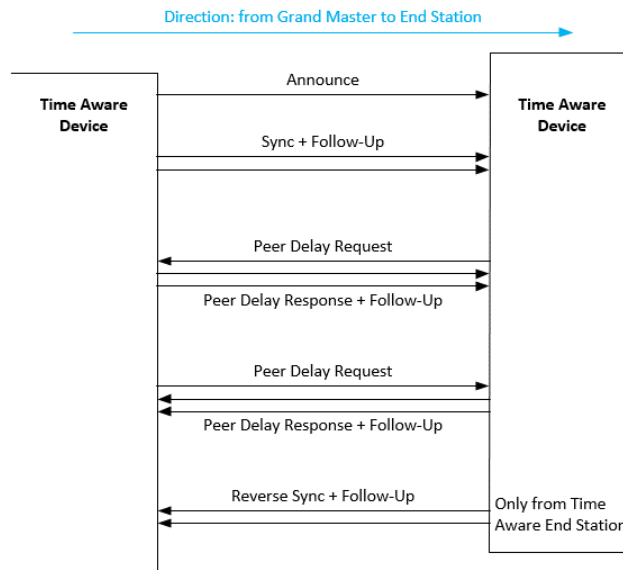 Direction: from Grand Master to End Station
Time Aware
Device
Announce
Time Aware
Device
Sync + Follow-Up
Peer Delay Request
Peer Delay Response + Follow-Up
Peer Delay Request
Peer Delay Response + Follow-Up
Reverse Sync + Follow-Up
Only from Time
Aware End Station